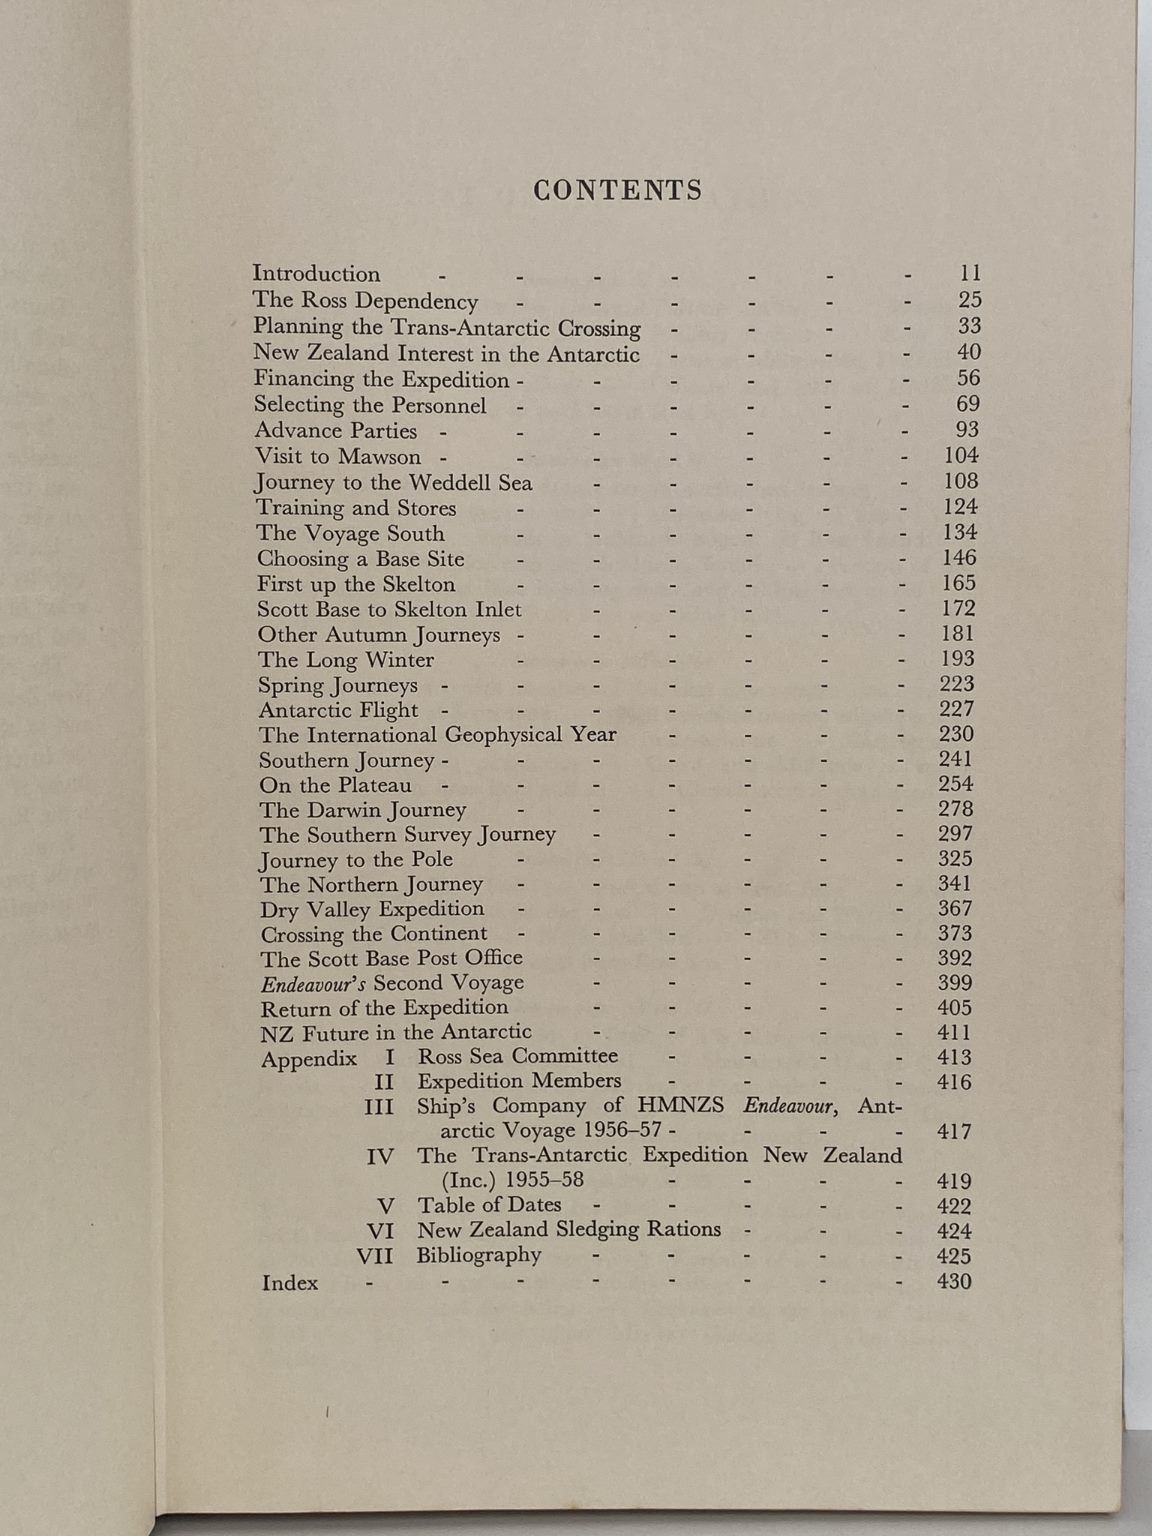 CONTENTS
Introduction - - - - - - - 11
The Ross Dependency - - - - - - 25
Planning the Trans-Antarctic Crossing - - - - 33
New Zealand Interest in the Antarctic - - - - 40
Financing the Expedition - - - - - - 56
Selecting the Personnel - - - - - - 69
Advance Parties - - - - - - - 93
Visit to Mawson - - - - - - - 104
Journey to the Weddell Sea - - - - - 108
Training and Stores - - - - - - 124
The Voyage South - - - - - - 134
Choosing a Base Site - - - - - - 146
First up the Skelton - - - - - - 165
Scott Base to Skelton Inlet - - - - - 172
Other Autumn Journeys - - - - - - 181
The Long Winter - - - - - - 193
Spring Journeys - - - - - - - 223
Antarctic Flight - - - - - - - 227
The International Geophysical Year - - - - 230
Southern Journey - - - - - - - 241
On the Plateau - - - - - - - 254
The Darwin Journey - - - - - - 278
The Southern Survey Journey - - - - - 297
Journey to the Pole - - - - - - 325
The Northern Journey - - - - - - 341
Dry Valley Expedition - - - - - - 367
Crossing the Continent - - - - - - 373
The Scott Base Post Office - - - - - 392
Endeavour's Second Voyage - - - - - 399
Return of the Expedition - - - - - 405
NZ Future in the Antarctic - - - - - 411
Appendix I Ross Sea Committee - - - - 413
II Expedition Members - - - - 416
III Ship's Company of HMNZS Endeavour, Ant-
arctic Voyage 1956–57 - - - - 417
IV The Trans-Antarctic Expedition New Zealand
(Inc.) 1955–58 - - - - 419
V Table of Dates - - - - - 422
VI New Zealand Sledging Rations - - - 424
VII Bibliography - - - - - 425
Index - - - - - - - - 430